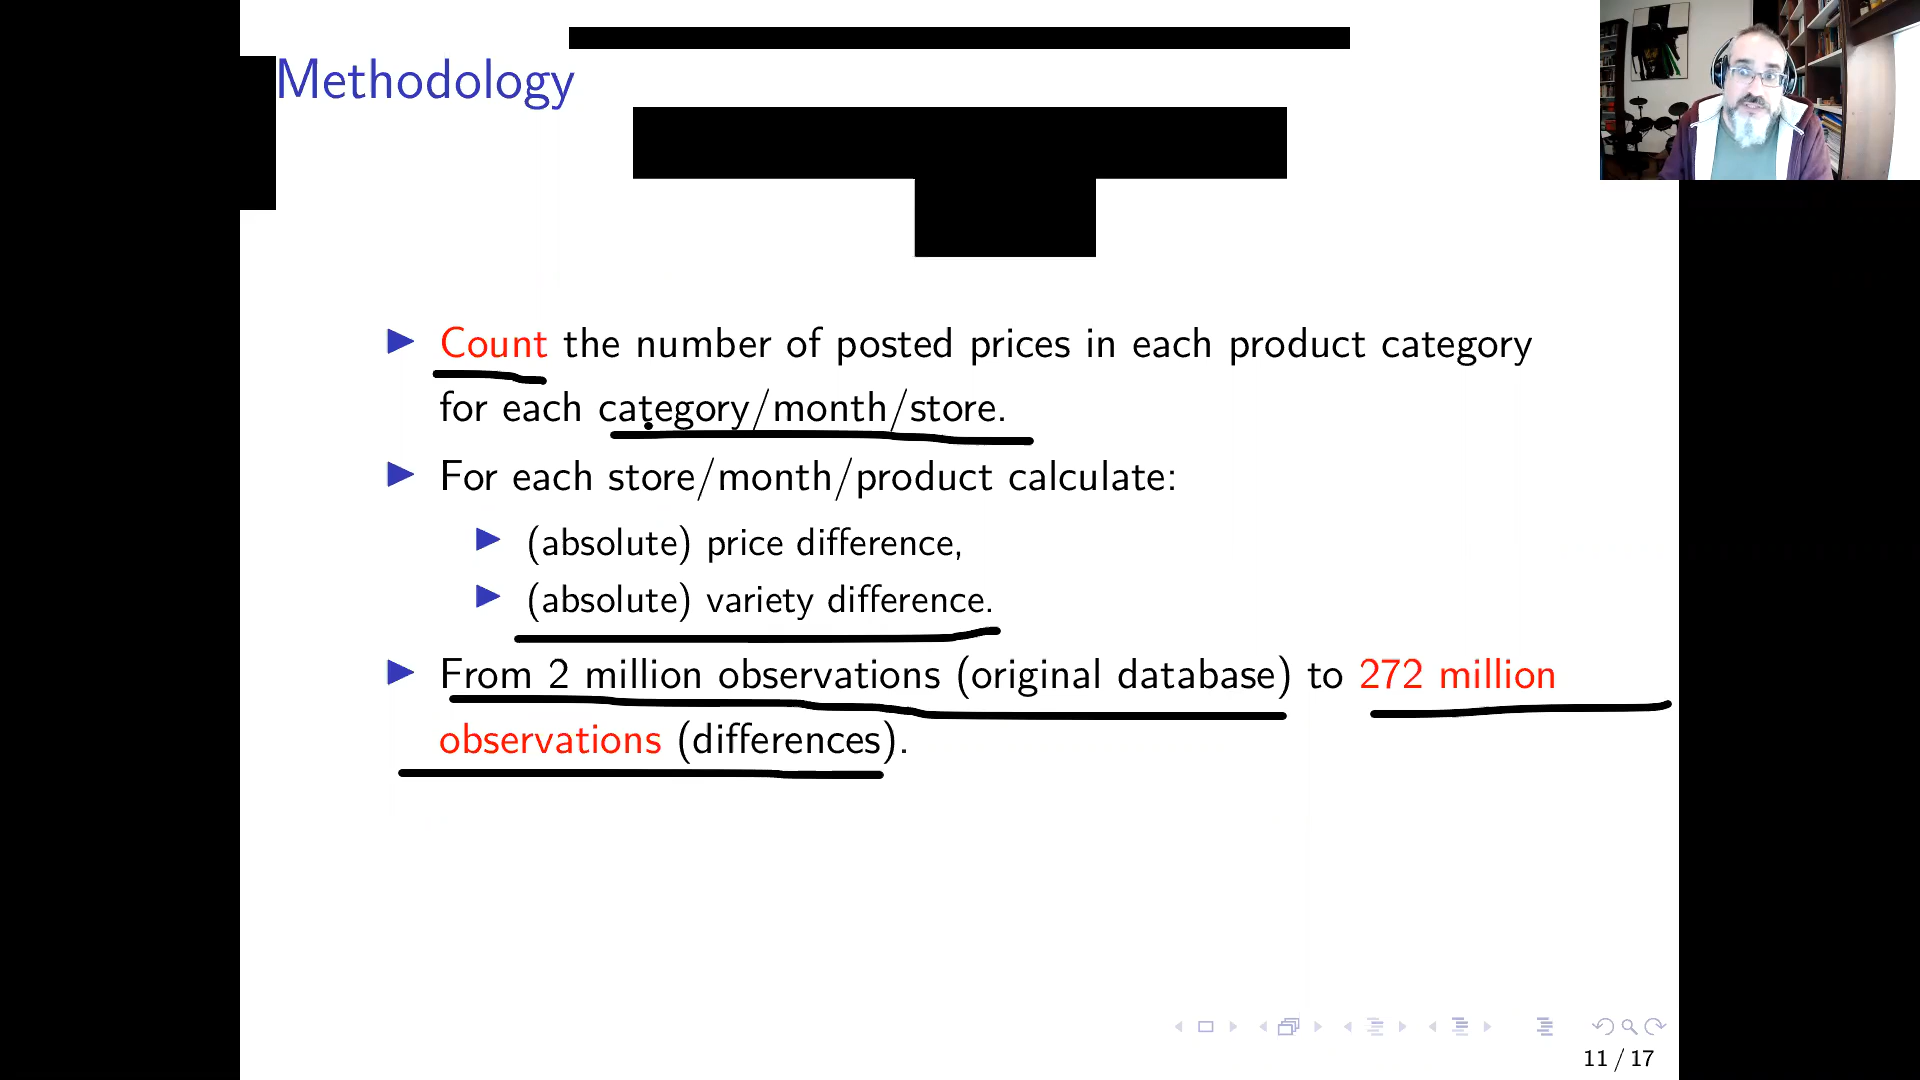 Methodology
Count the number of posted prices in each product category
for each category/month/store.
For each store/month/product calculate:
(absolute) price difference,
(absolute) variety difference.
From 2 million observations (original database) to 272 million
observations (differences).
11 / 17